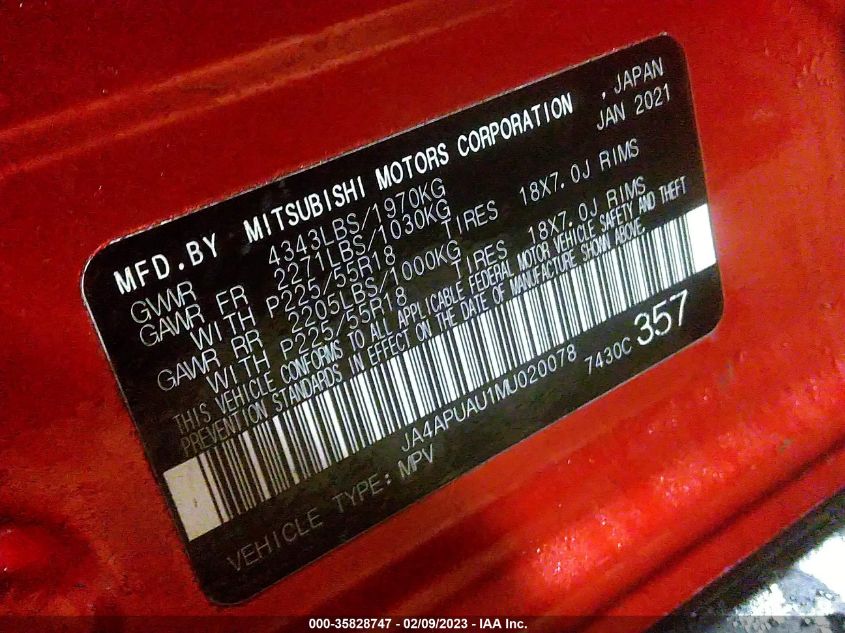 MFD.BY MITSUBISHI MOTORS CORPORATION , JAPAN
JAN 2021
GVWR 4343LBS/1970KG
GAWR FR 2271LBS/1030KG
WITH P225/55R18 TIRES 18X7.0J RIMS
GAWR RR 2205LBS/1000KG
WITH P225/55R18 TIRES 18X7.0J RIMS
THIS VEHICLE CONFORMS TO ALL APPLICABLE FEDERAL MOTOR VEHICLE SAFETY AND THEFT
PREVENTION STANDARDS IN EFFECT ON THE DATE OF MANUFACTURE SHOWN ABOVE.
JA4APUAU1MU020078 7430C 357
VEHICLE TYPE: MPV
000-35828747 - 02/09/2023 - IAA Inc.